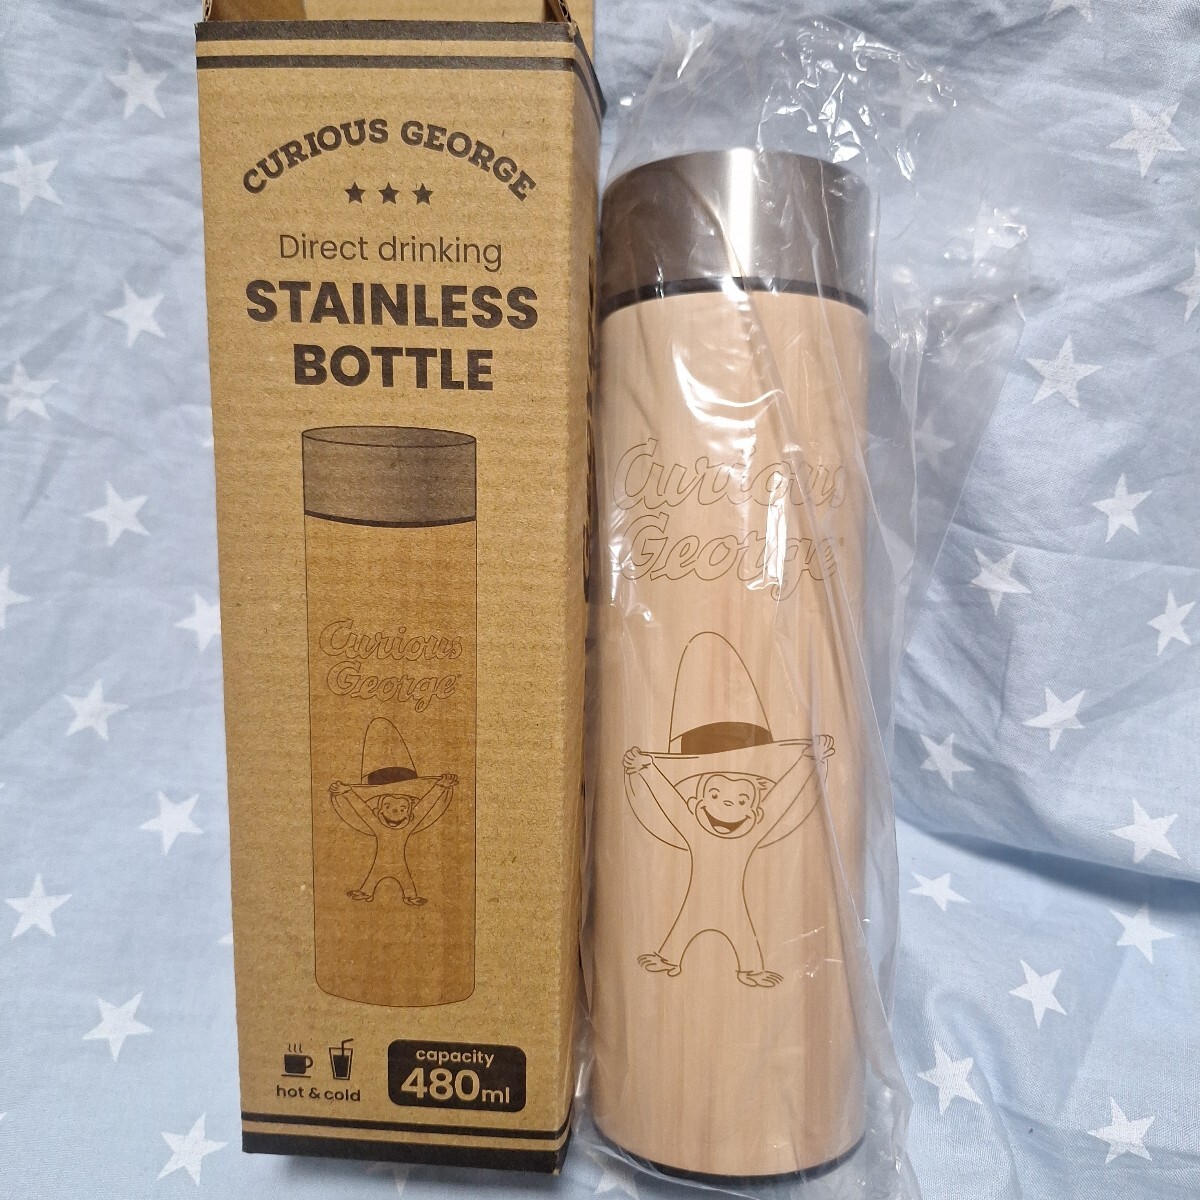 CURIOUS GEORGE
Direct drinking
STAINLESS
BOTTLE
Curious
George
hot & cold
capacity
480ml
Curious
George